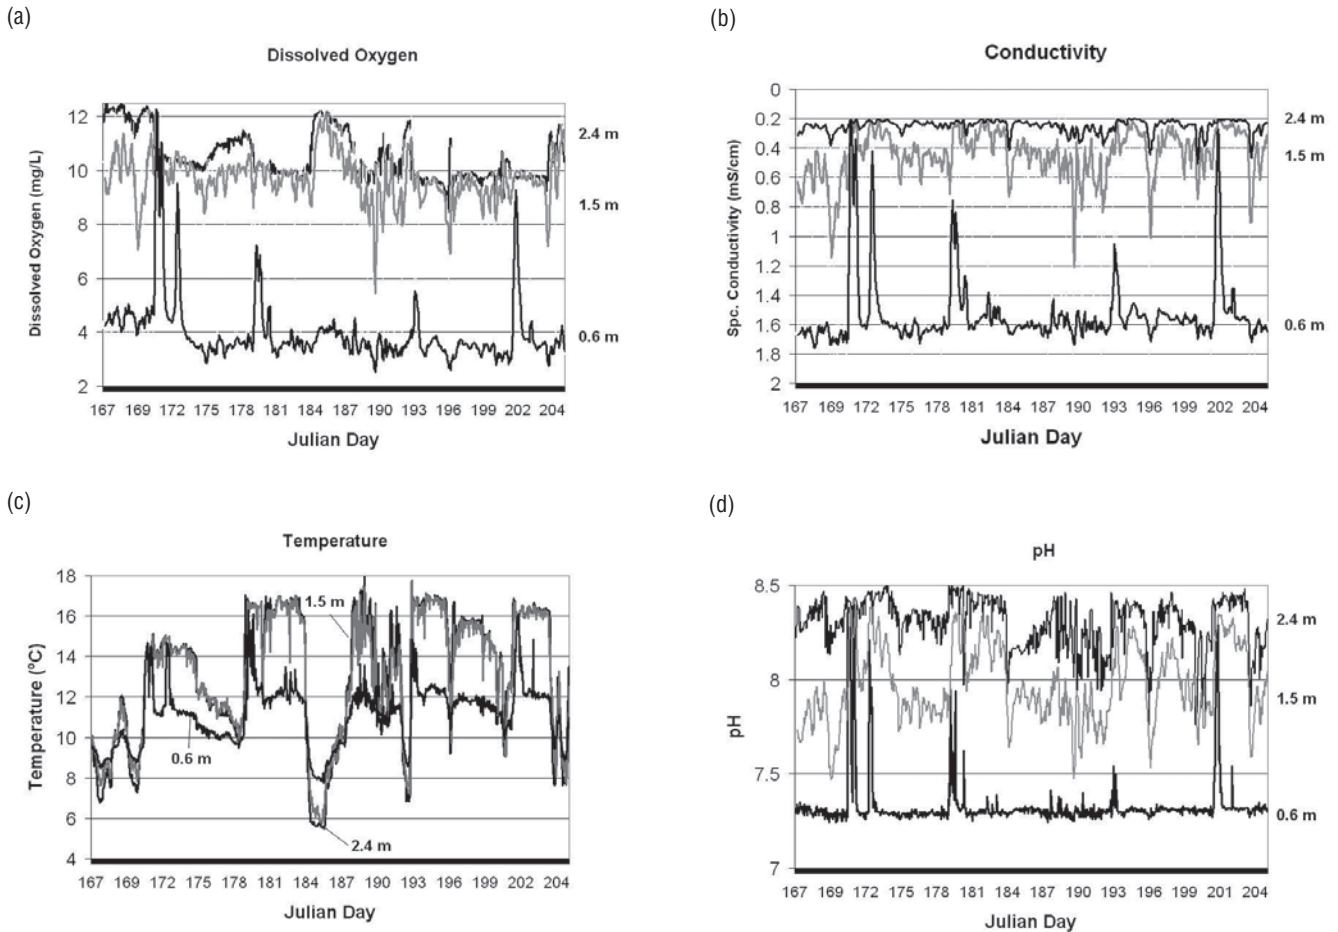 (a)
Dissolved Oxygen
Dissolved Oxygen (mg/L)
12
10
8
6
4
2
2.4 m
1.5 m
0.6 m
167 169 172 175 178 181 184 187 190 193 196 199 202 204
Julian Day
(b)
Conductivity
Spc. Conductivity (mS/cm)
0
0.2
0.4
0.6
0.8
1
1.2
1.4
1.6
1.8
2
2.4 m
1.5 m
0.6 m
167 169 172 175 178 181 184 187 190 193 196 199 202 204
Julian Day
(c)
Temperature
Temperature (°C)
18
16
14
12
10
8
6
4
1.5 m
0.6 m
2.4 m
167 169 172 175 178 181 184 187 190 193 196 199 202 205
Julian Day
(d)
pH
pH
8.5
8
7.5
7
2.4 m
1.5 m
0.6 m
167 170 173 176 179 182 184 187 190 193 196 199 201 204
Julian Day